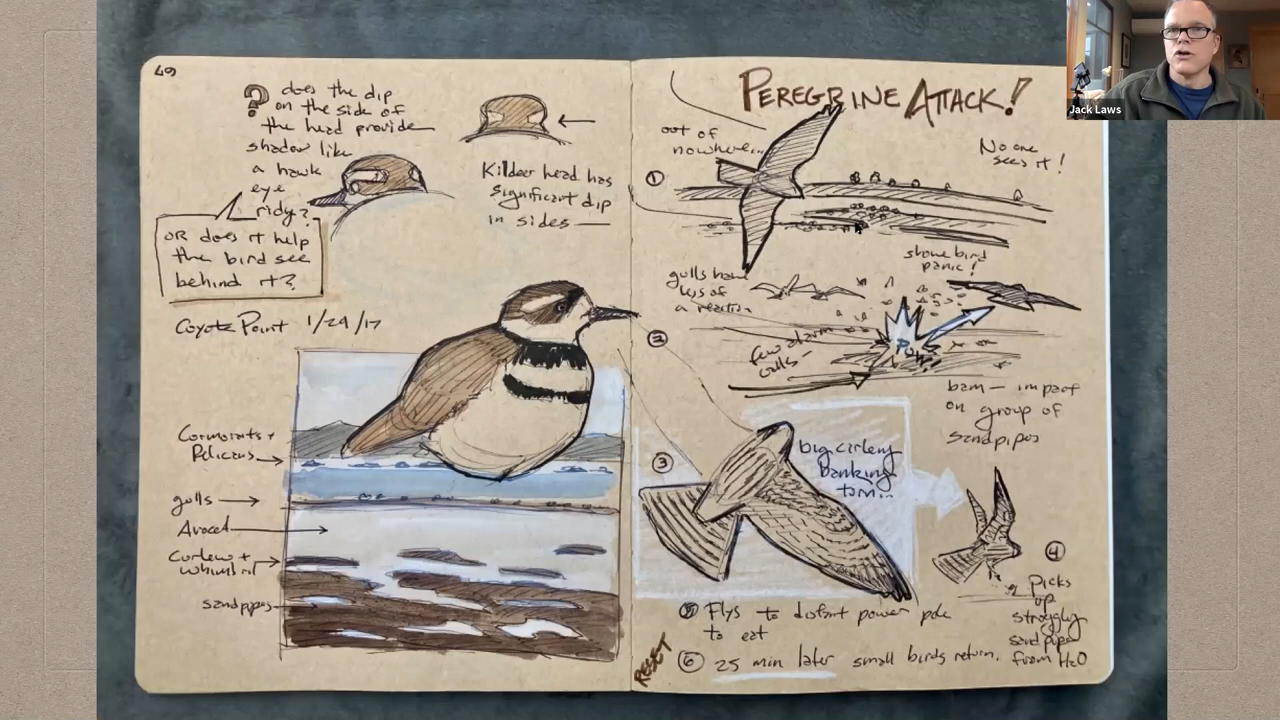 49
? does the dip
on the side of
the head provide
shadow like
a hawk
eye
ridge?
OR does it help
the bird see
behind it?
Killdeer head has
significant dip
in sides
Coyote Point 1/29/17
Cormorants +
Pelicans
gulls
Avocet
Curlew +
whimbrel
sandpipers
PEREGRINE ATTACK!
out of
nowhere...
No one
sees it!
1
shorebird
panic!
gulls have
less of
a reaction
2
few alarm
calls
POW!
bam - impact
on group of
sandpipers
3
big circleng
banking
turn...
4
Picks
up
struggling
sandpiper
from H2O
5 Flys to distant power pole
to eat
RESET
6 25 min later small birds return.
Jack Laws